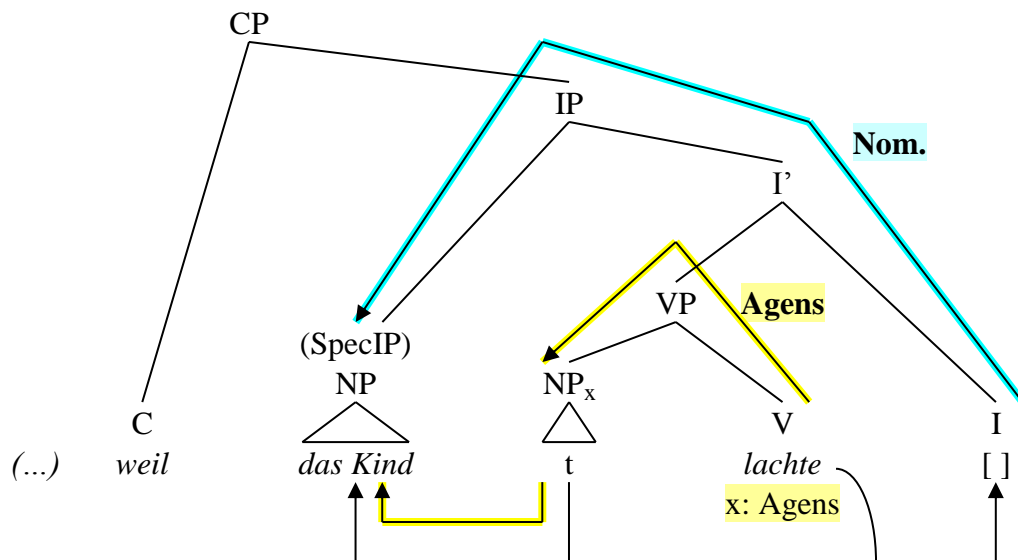 CP
IP
Nom.
I’
VP
Agens
(SpecIP)
NP
NPx
C
V
I
(...) weil das Kind t lachte [ ]
x: Agens